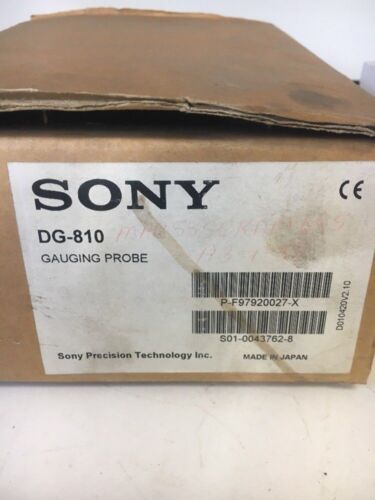 SONY
CE
DG-810
GAUGING PROBE
P-F97920027-X
S01-0043762-8
D010420V2.10
Sony Precision Technology Inc.
MADE IN JAPAN